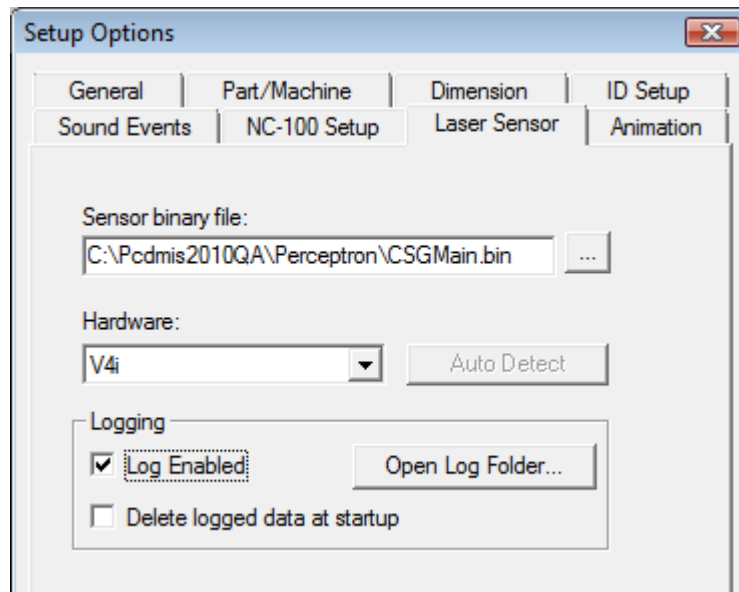 Setup Options
General Part/Machine Dimension ID Setup
Sound Events NC-100 Setup Laser Sensor Animation
Sensor binary file:
C:\Pcdmis2010QA\Perceptron\CSGMain.bin ...
Hardware:
V4i Auto Detect
Logging
Log Enabled Open Log Folder...
Delete logged data at startup